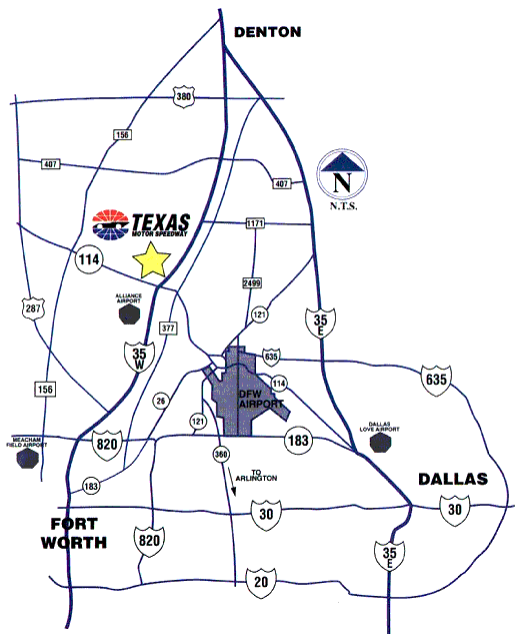 DENTON
380
156
407
407
N
N.T.S.
TEXAS
MOTOR SPEEDWAY
1171
114
2499
ALLIANCE
AIRPORT
121
287
377
35
E
35
W
635
635
114
156
DFW
AIRPORT
26
121
MEACHAM
FIELD AIRPORT
820
183
DALLAS
LOVE AIRPORT
360
TO
ARLINGTON
183
DALLAS
30
30
FORT
WORTH
820
35
E
20